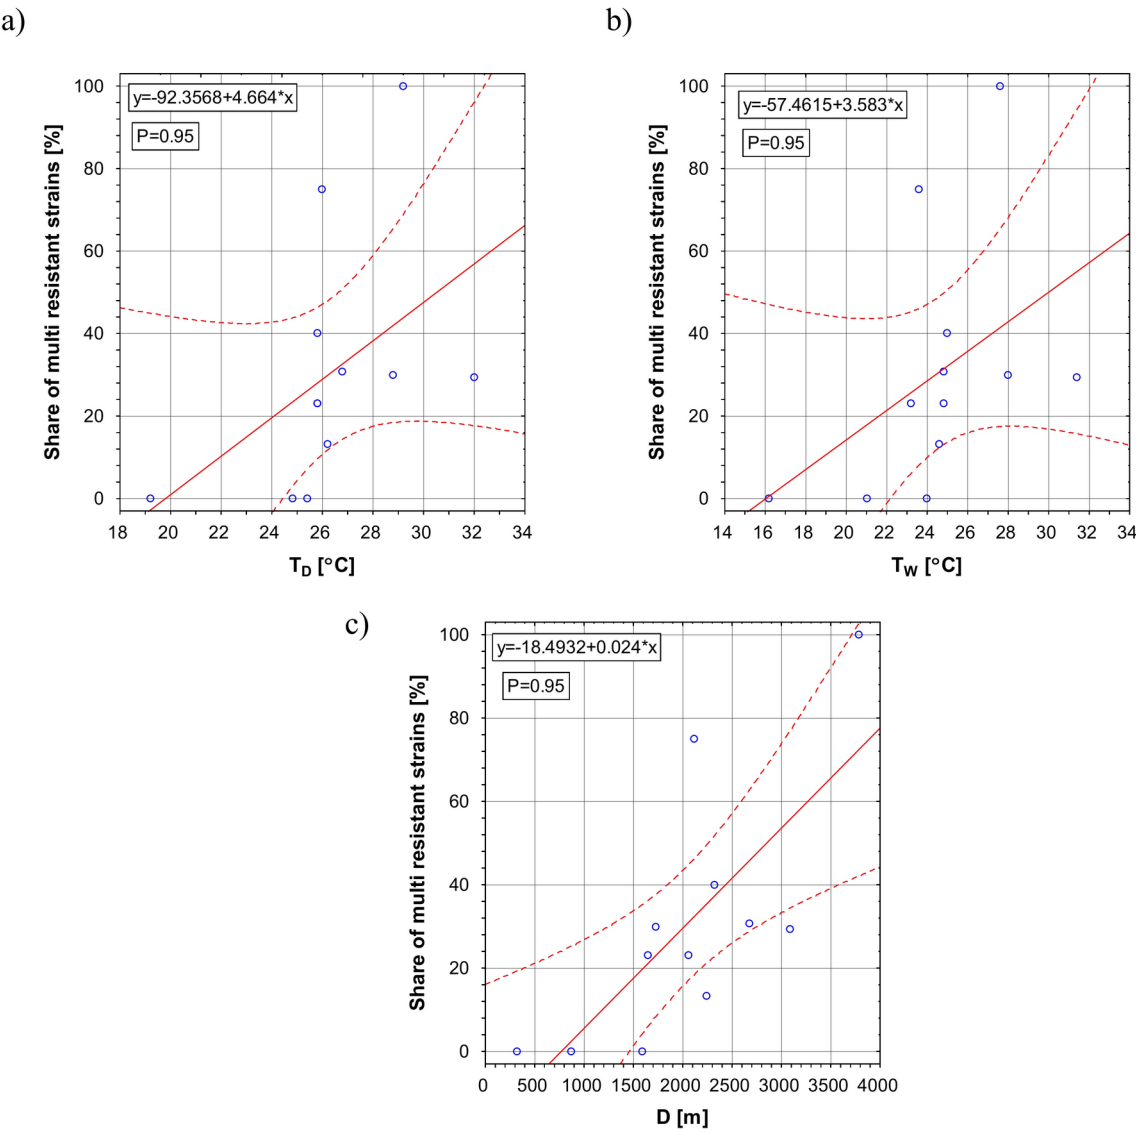 a)
b)
100
80
60
40
20
0
Share of multi resistant strains [%]
y=-92.3568+4.664*x
P=0.95
18 20 22 24 26 28 30 32 34
T_D [°C]
100
80
60
40
20
0
Share of multi resistant strains [%]
y=-57.4615+3.583*x
P=0.95
14 16 18 20 22 24 26 28 30 32 34
T_W [°C]
c)
100
80
60
40
20
0
Share of multi resistant strains [%]
y=-18.4932+0.024*x
P=0.95
0 500 1000 1500 2000 2500 3000 3500 4000
D [m]